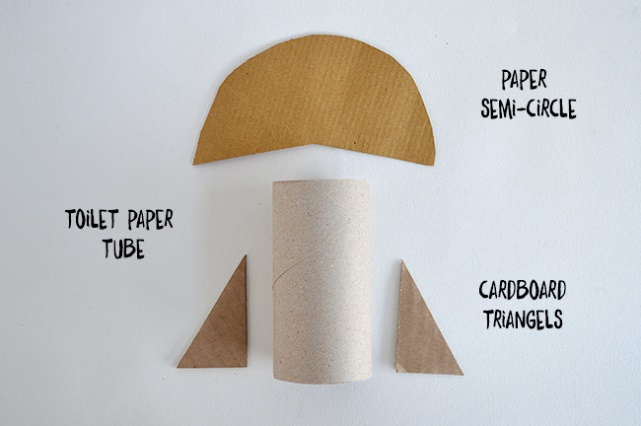 PAPER
SEMI-CIRCLE
TOILET PAPER
TUBE
CARDBOARD
TRIANGELS